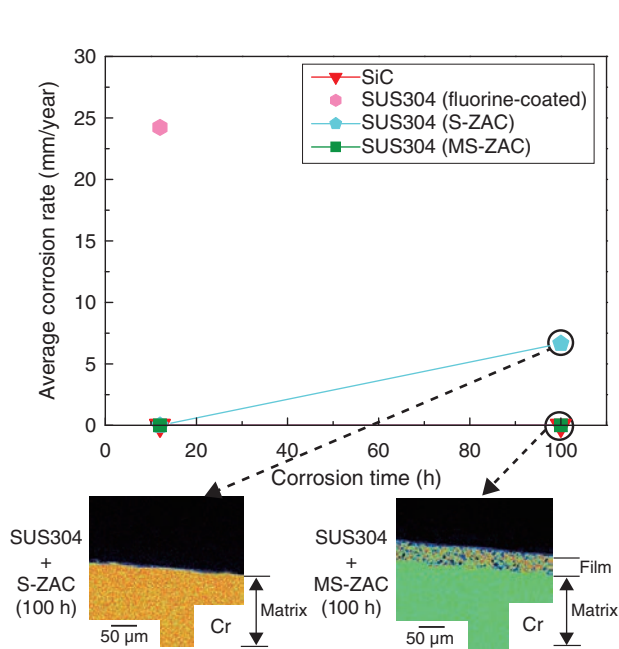 30
25
20
15
10
5
0
Average corrosion rate (mm/year)
SiC
SUS304 (fluorine-coated)
SUS304 (S-ZAC)
SUS304 (MS-ZAC)
0 20 40 60 80 100
Corrosion time (h)
SUS304
+
S-ZAC
(100 h)
50 µm
Cr
Matrix
SUS304
+
MS-ZAC
(100 h)
50 µm
Cr
Film
Matrix